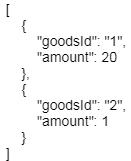 [
    {
        "goodsId": "1",
        "amount": 20
    },
    {
        "goodsId": "2",
        "amount": 1
    }
]